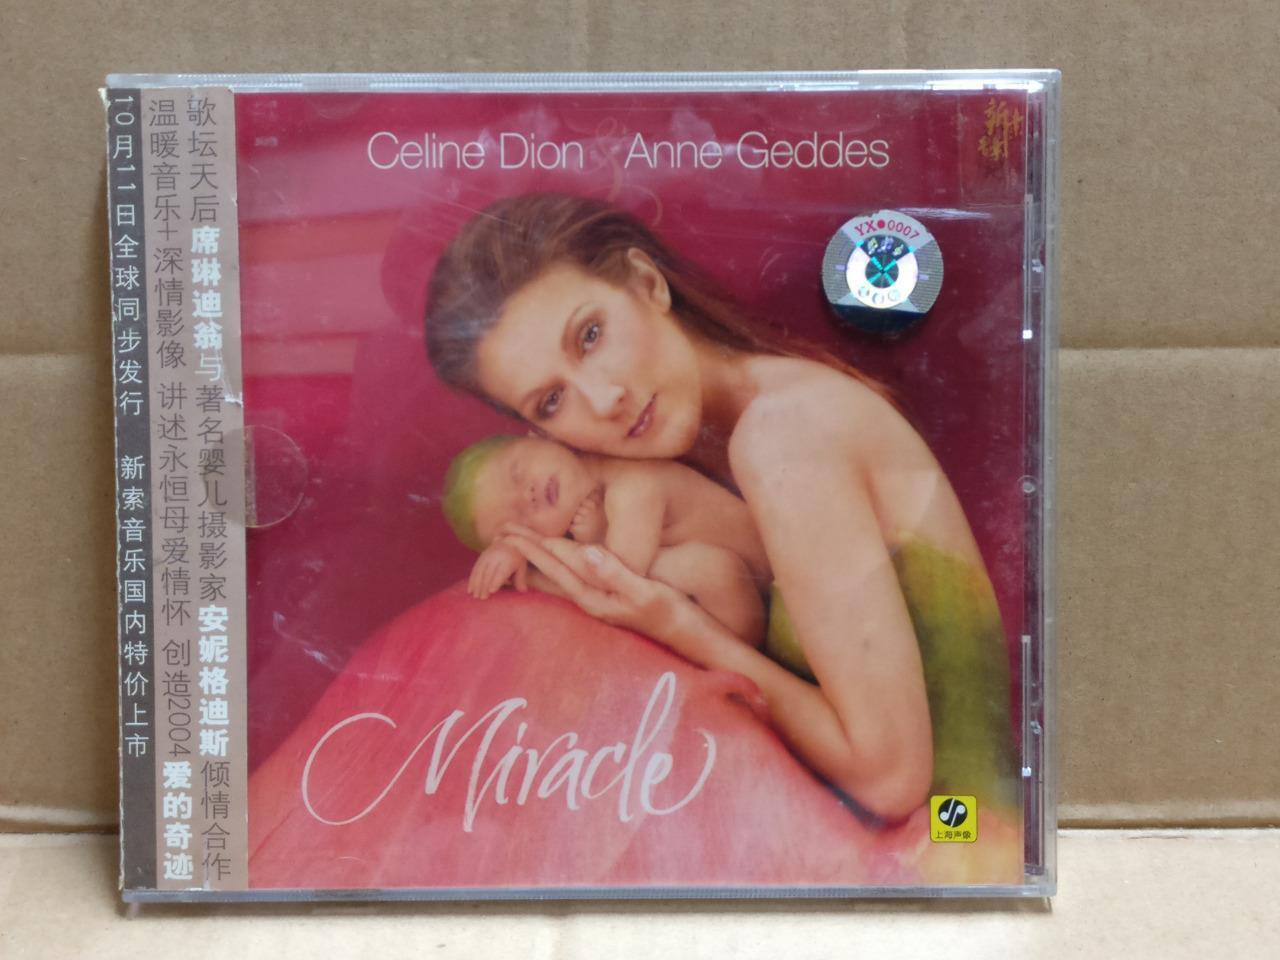 10月11日全球同步发行 新索音乐国内特价上市
歌坛天后席琳迪翁与著名婴儿摄影家安妮格迪斯倾情合作
温暖音乐+深情影像 讲述永恒母爱情怀 创造2004爱的奇迹
Celine Dion & Anne Geddes
YX●0007
Miracle
上海声像